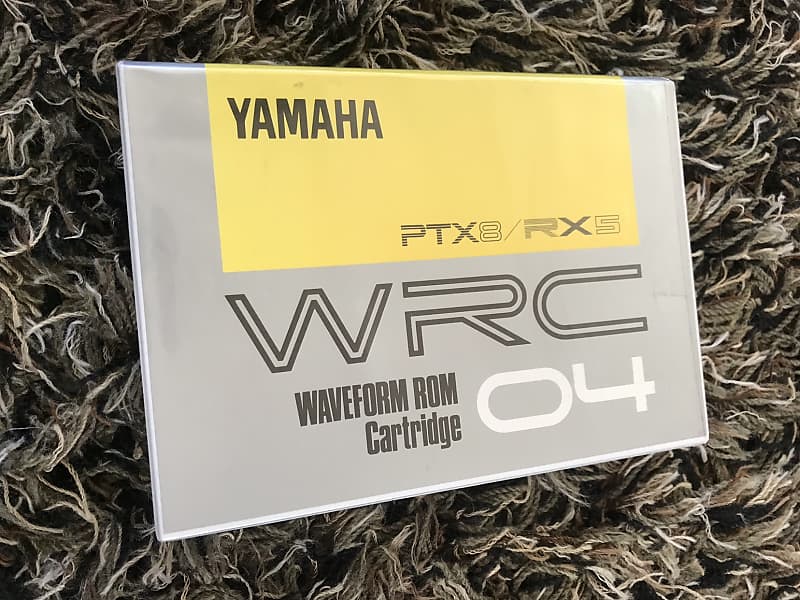 YAMAHA
PTX8/RX5
WRC
WAVEFORM ROM
Cartridge
04